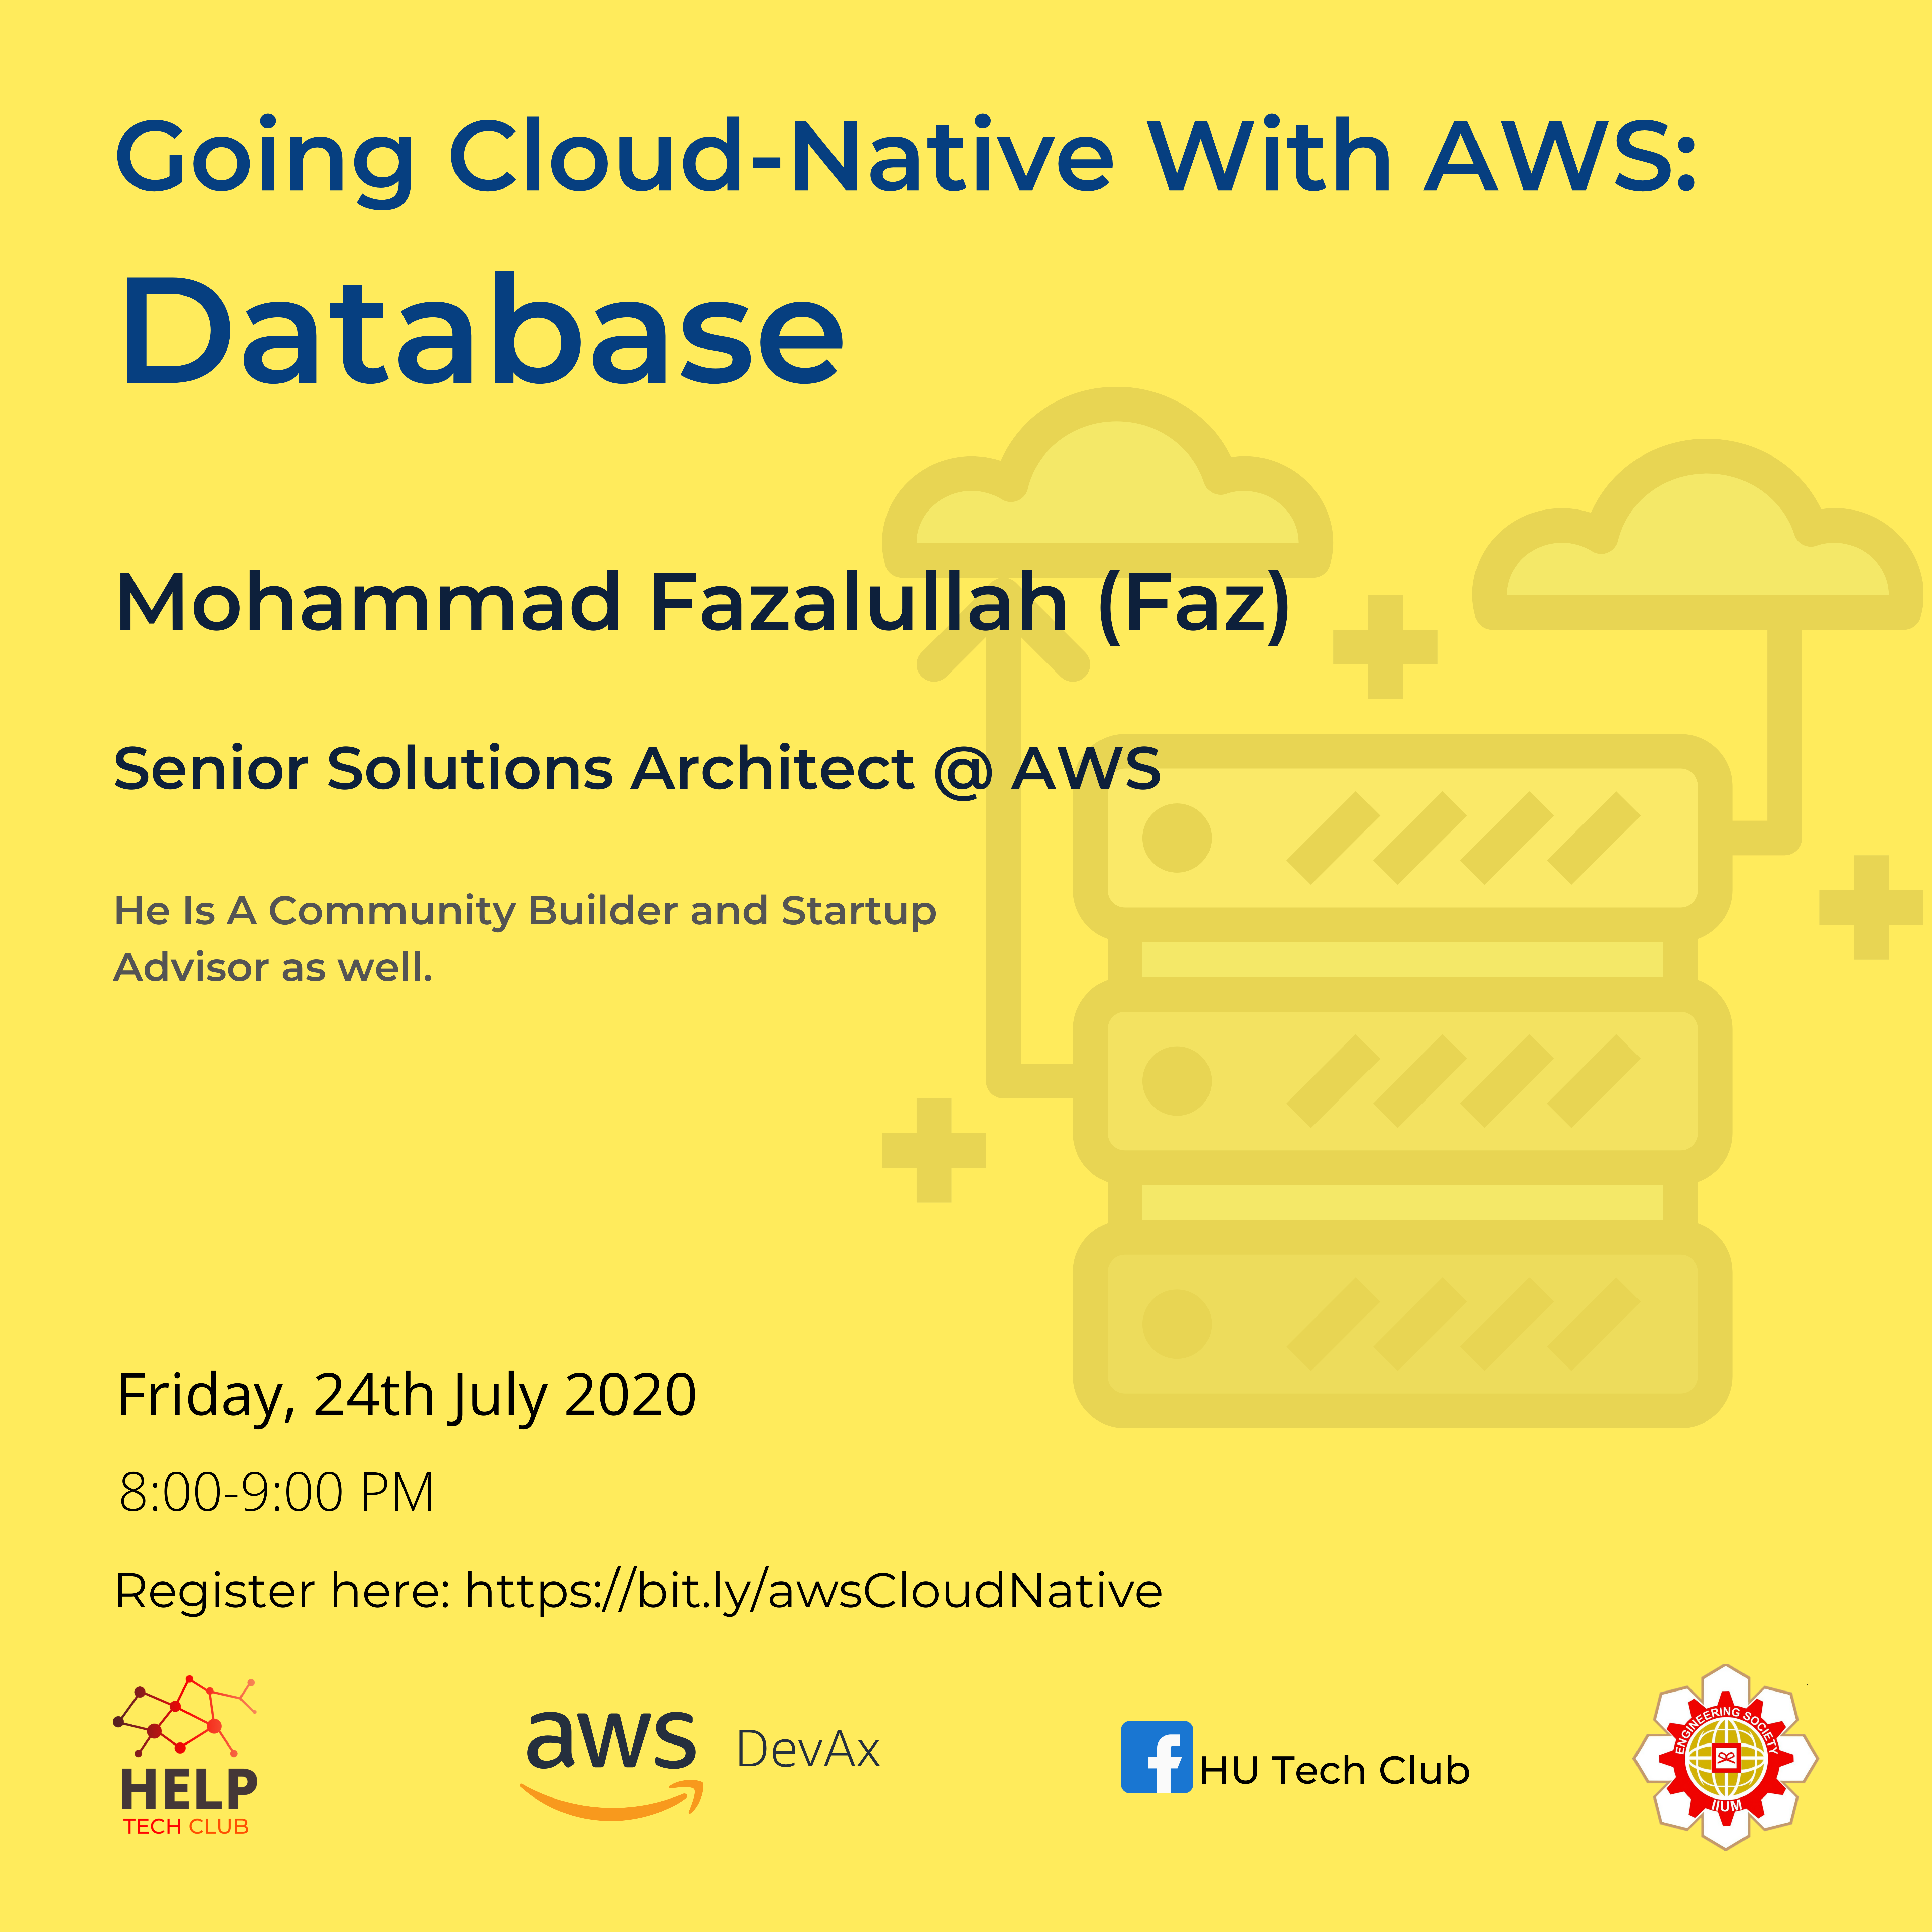 Going Cloud-Native With AWS:
Database
Mohammad Fazalullah (Faz)
Senior Solutions Architect @ AWS
He Is A Community Builder and Startup
Advisor as well.
Friday, 24th July 2020
8:00-9:00 PM
Register here: https://bit.ly/awsCloudNative
HELP
TECH CLUB
aws DevAx
HU Tech Club
ENGINEERING SOCIETY
IIUM